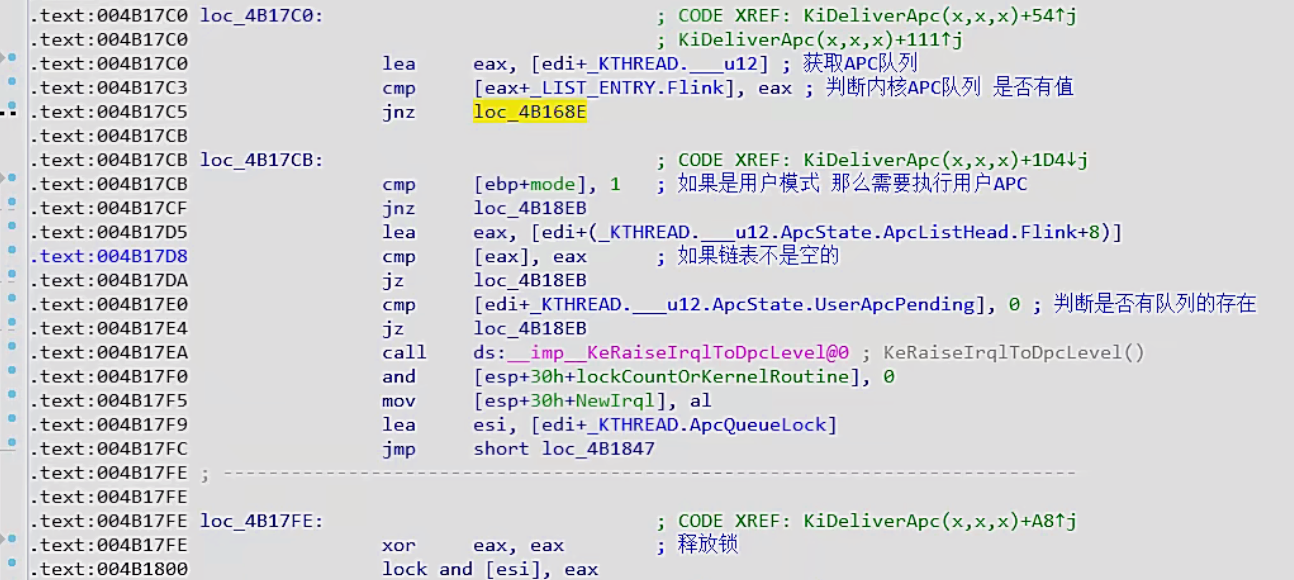 .text:004B17C0 loc_4B17C0: ; CODE XREF: KiDeliverApc(x,x,x)+54↑j
.text:004B17C0 ; KiDeliverApc(x,x,x)+111↑j
.text:004B17C0 lea eax, [edi+_KTHREAD.___u12] ; 获取APC队列
.text:004B17C3 cmp [eax+_LIST_ENTRY.Flink], eax ; 判断内核APC队列 是否有值
.text:004B17C5 jnz loc_4B168E
.text:004B17CB
.text:004B17CB loc_4B17CB: ; CODE XREF: KiDeliverApc(x,x,x)+1D4↓j
.text:004B17CB cmp [ebp+mode], 1 ; 如果是用户模式 那么需要执行用户APC
.text:004B17CF jnz loc_4B18EB
.text:004B17D5 lea eax, [edi+(_KTHREAD.___u12.ApcState.ApcListHead.Flink+8)]
.text:004B17D8 cmp [eax], eax ; 如果链表不是空的
.text:004B17DA jz loc_4B18EB
.text:004B17E0 cmp [edi+_KTHREAD.___u12.ApcState.UserApcPending], 0 ; 判断是否有队列的存在
.text:004B17E4 jz loc_4B18EB
.text:004B17EA call ds:__imp__KeRaiseIrqlToDpcLevel@0 ; KeRaiseIrqlToDpcLevel()
.text:004B17F0 and [esp+30h+lockCountOrKernelRoutine], 0
.text:004B17F5 mov [esp+30h+NewIrql], al
.text:004B17F9 lea esi, [edi+_KTHREAD.ApcQueueLock]
.text:004B17FC jmp short loc_4B1847
.text:004B17FE ; ---------------------------------------------------------------------------
.text:004B17FE
.text:004B17FE loc_4B17FE: ; CODE XREF: KiDeliverApc(x,x,x)+A8↑j
.text:004B17FE xor eax, eax ; 释放锁
.text:004B1800 lock and [esi], eax